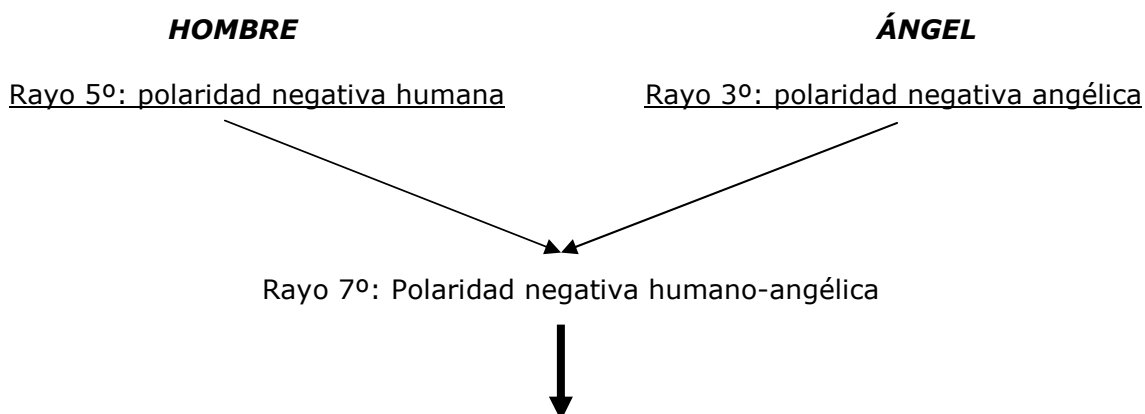 HOMBRE ÁNGEL
Rayo 5º: polaridad negativa humana Rayo 3º: polaridad negativa angélica
Rayo 7º: Polaridad negativa humano-angélica